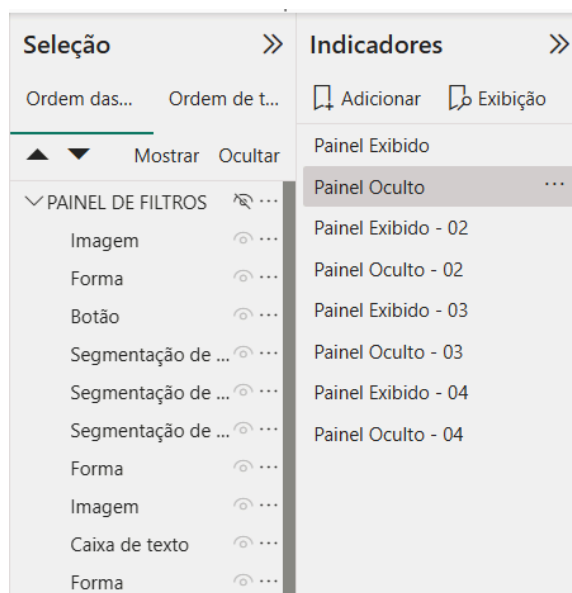 Seleção
Ordem das... Ordem de t...
Mostrar Ocultar
PAINEL DE FILTROS
Imagem
Forma
Botão
Segmentação de ...
Segmentação de ...
Segmentação de ...
Forma
Imagem
Caixa de texto
Forma
Indicadores
Adicionar Exibição
Painel Exibido
Painel Oculto
Painel Exibido - 02
Painel Oculto - 02
Painel Exibido - 03
Painel Oculto - 03
Painel Exibido - 04
Painel Oculto - 04